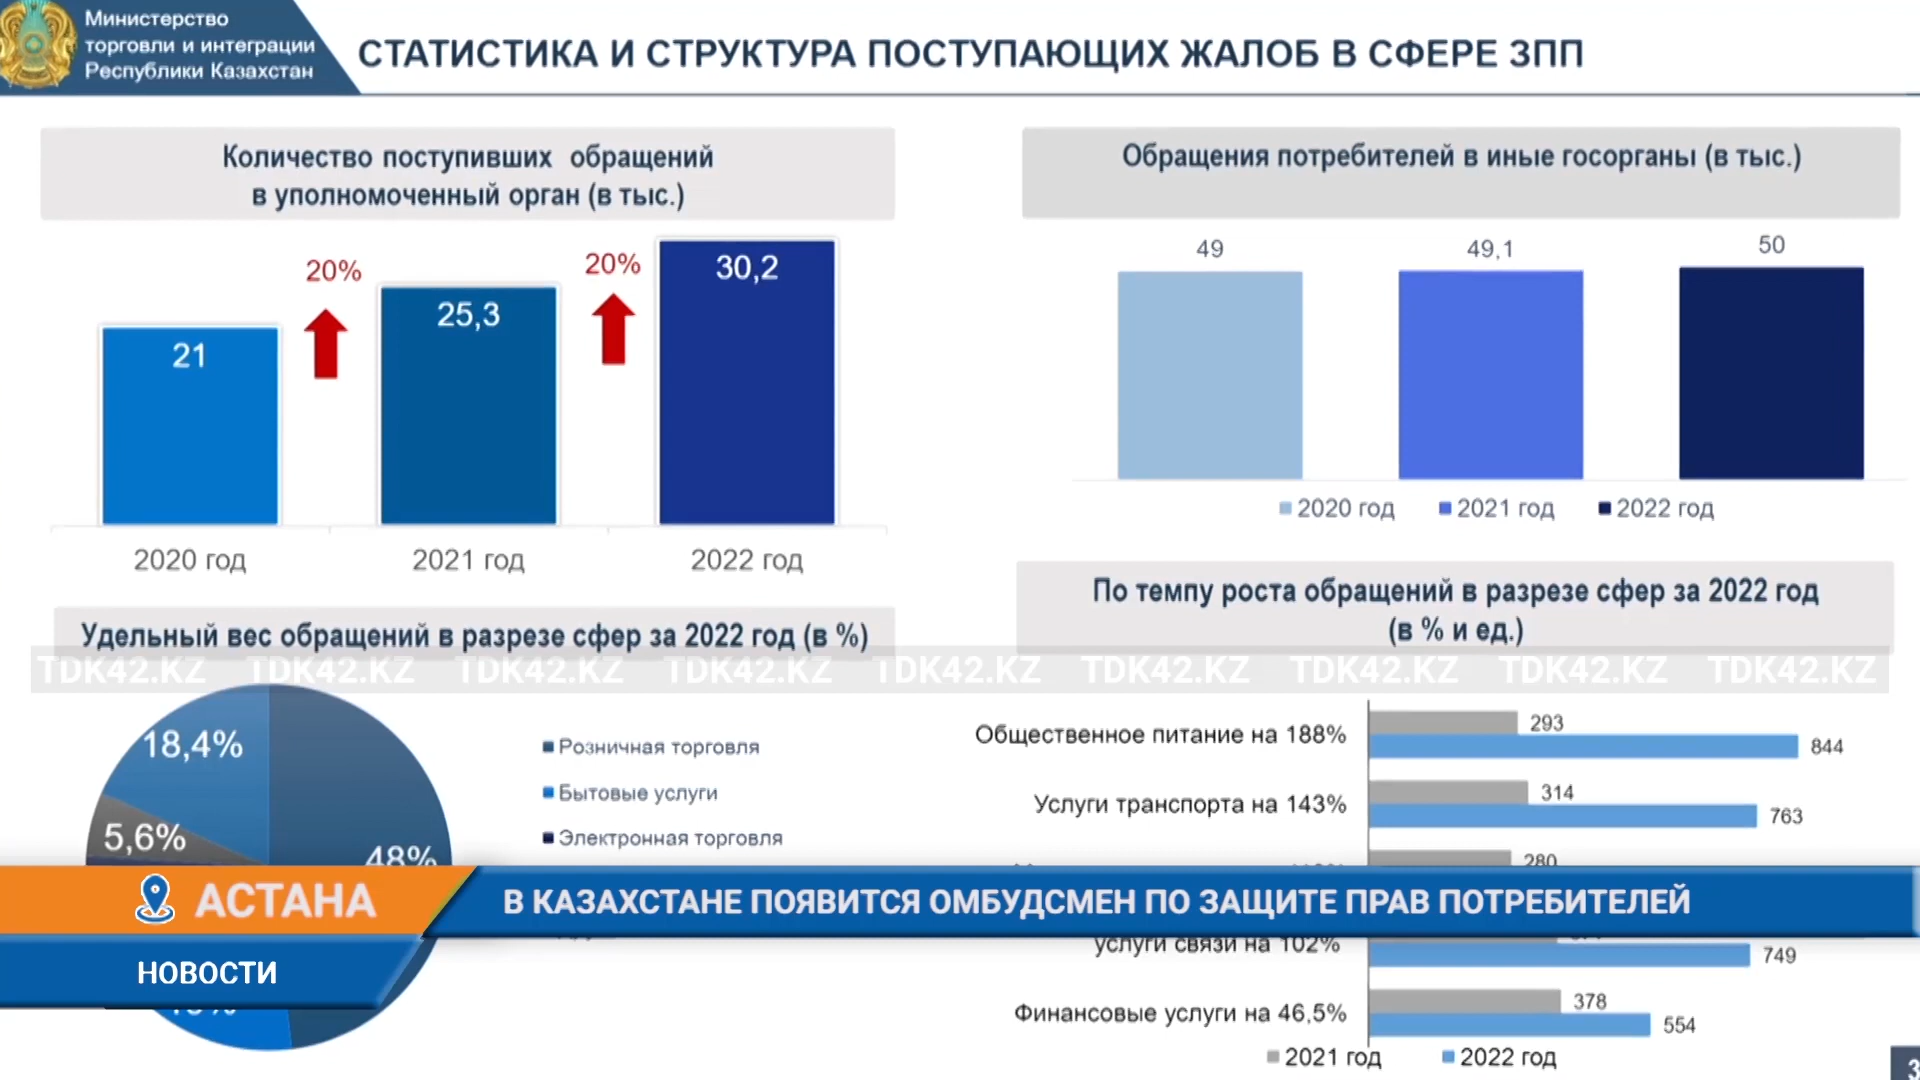 Министерство
торговли и интеграции
Республики Казахстан
СТАТИСТИКА И СТРУКТУРА ПОСТУПАЮЩИХ ЖАЛОБ В СФЕРЕ ЗПП
Количество поступивших обращений
в уполномоченный орган (в тыс.)
20%
20%
21
25,3
30,2
2020 год
2021 год
2022 год
Обращения потребителей в иные госорганы (в тыс.)
49
49,1
50
2020 год
2021 год
2022 год
Удельный вес обращений в разрезе сфер за 2022 год (в %)
18,4%
5,6%
48%
Розничная торговля
Бытовые услуги
Электронная торговля
По темпу роста обращений в разрезе сфер за 2022 год
(в % и ед.)
TDK42.KZ TDK42.KZ TDK42.KZ TDK42.KZ TDK42.KZ TDK42.KZ TDK42.KZ TDK42.KZ TDK42.KZ
Общественное питание на 188%
293
844
Услуги транспорта на 143%
314
763
280
услуги связи на 102%
749
Финансовые услуги на 46,5%
378
554
2021 год
2022 год
3
АСТАНА
В КАЗАХСТАНЕ ПОЯВИТСЯ ОМБУДСМЕН ПО ЗАЩИТЕ ПРАВ ПОТРЕБИТЕЛЕЙ
НОВОСТИ